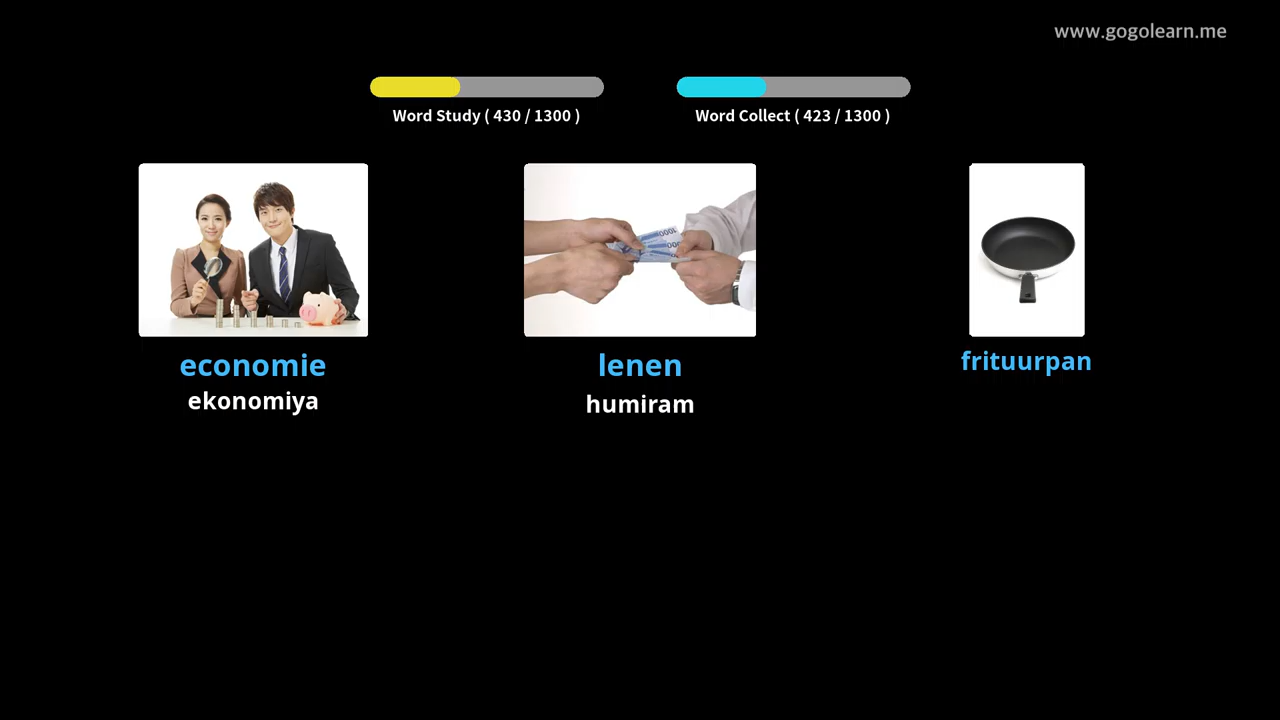 www.gogolearn.me
Word Study ( 430 / 1300 )
Word Collect ( 423 / 1300 )
economie
ekonomiya
lenen
humiram
frituurpan